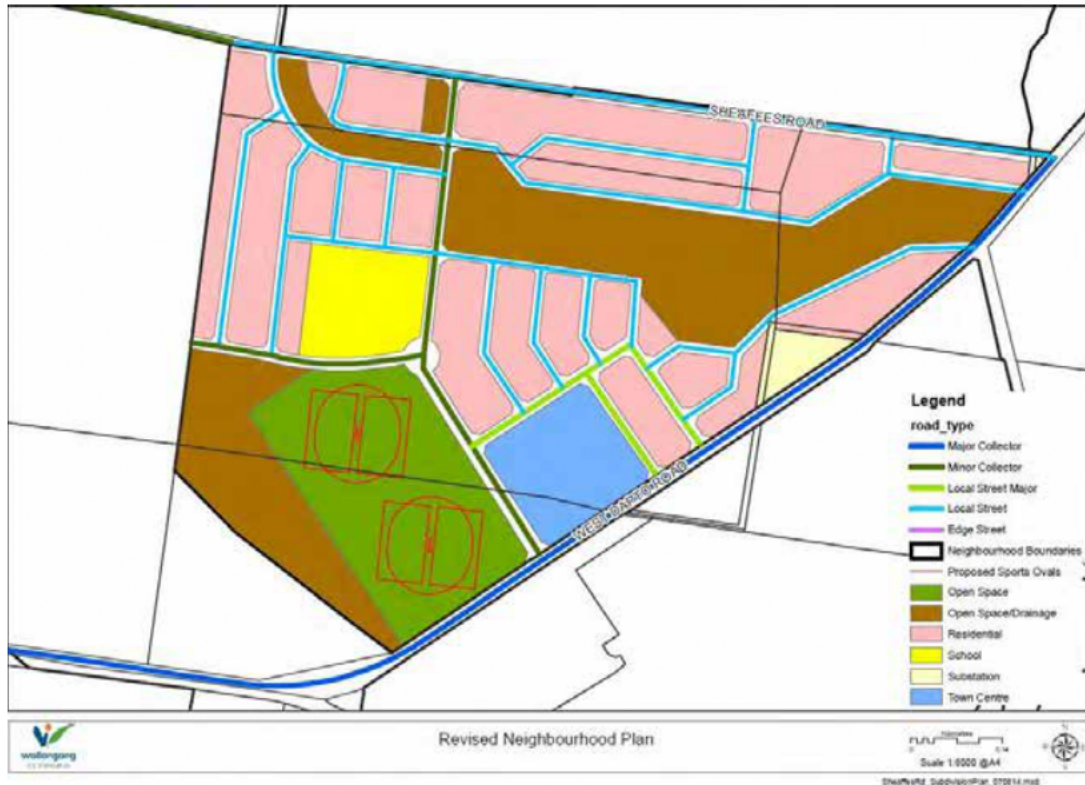 SHEAFFES ROAD
WEST DAPTO ROAD
Legend
road_type
Major Collector
Minor Collector
Local Street Major
Local Street
Edge Street
Neighbourhood Boundaries
Proposed Sports Ovals
Open Space
Open Space/Drainage
Residential
School
Substation
Town Centre
wollongong
Revised Neighbourhood Plan
Scale 1:6000 @A4